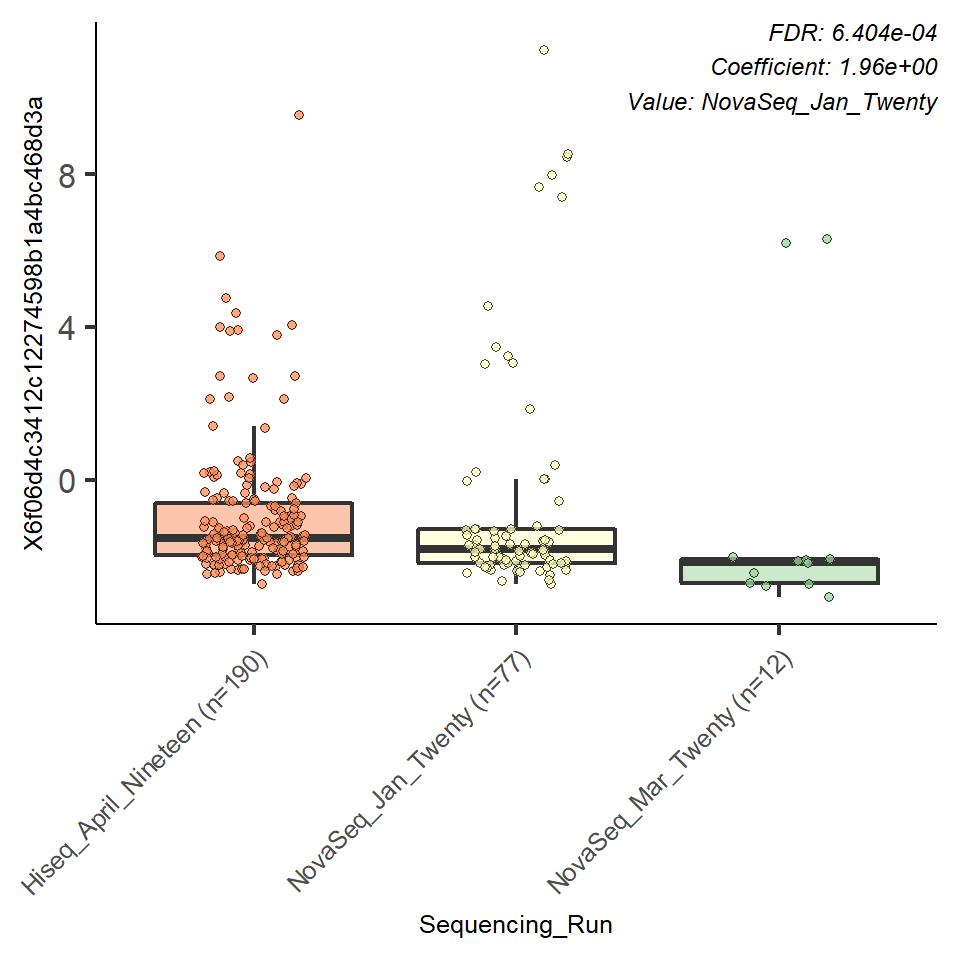 FDR: 6.404e-04
Coefficient: 1.96e+00
Value: NovaSeq_Jan_Twenty
X6f06d4c3412c12274598b1a4bc468d3a
8
4
0
Hiseq_April_Nineteen (n=190)
NovaSeq_Jan_Twenty (n=77)
NovaSeq_Mar_Twenty (n=12)
Sequencing_Run